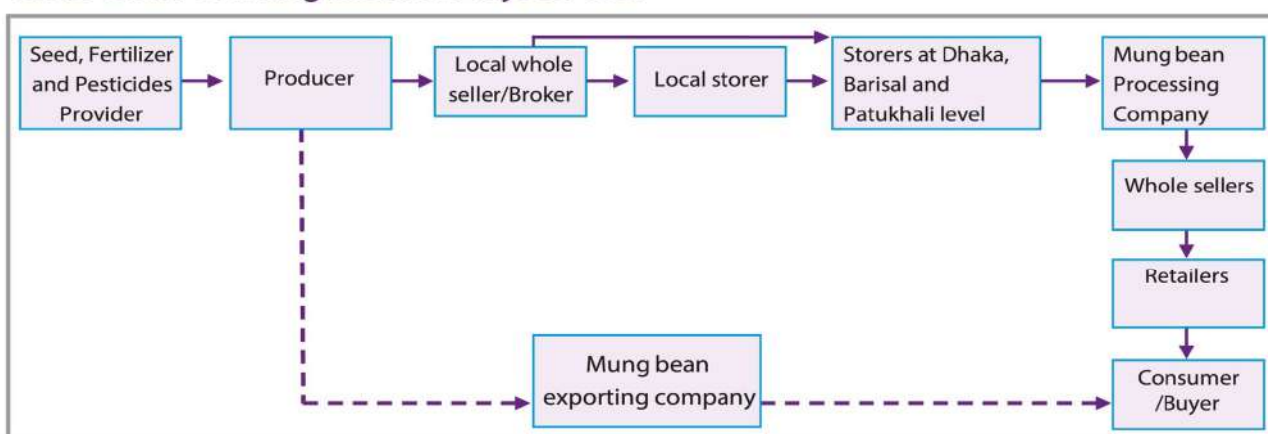 Seed, Fertilizer
and Pesticides
Provider
Producer
Local whole
seller/Broker
Local storer
Storers at Dhaka,
Barisal and
Patukhali level
Mung bean
Processing
Company
Whole sellers
Retailers
Mung bean
exporting company
Consumer
/Buyer